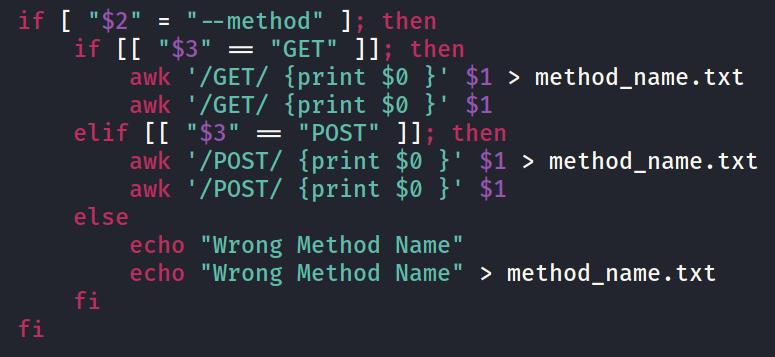 if [ "$2" = "--method" ]; then
    if [[ "$3" == "GET" ]]; then
        awk '/GET/ {print $0 }' $1 > method_name.txt
        awk '/GET/ {print $0 }' $1
    elif [[ "$3" == "POST" ]]; then
        awk '/POST/ {print $0 }' $1 > method_name.txt
        awk '/POST/ {print $0 }' $1
    else
        echo "Wrong Method Name"
        echo "Wrong Method Name" > method_name.txt
    fi
fi